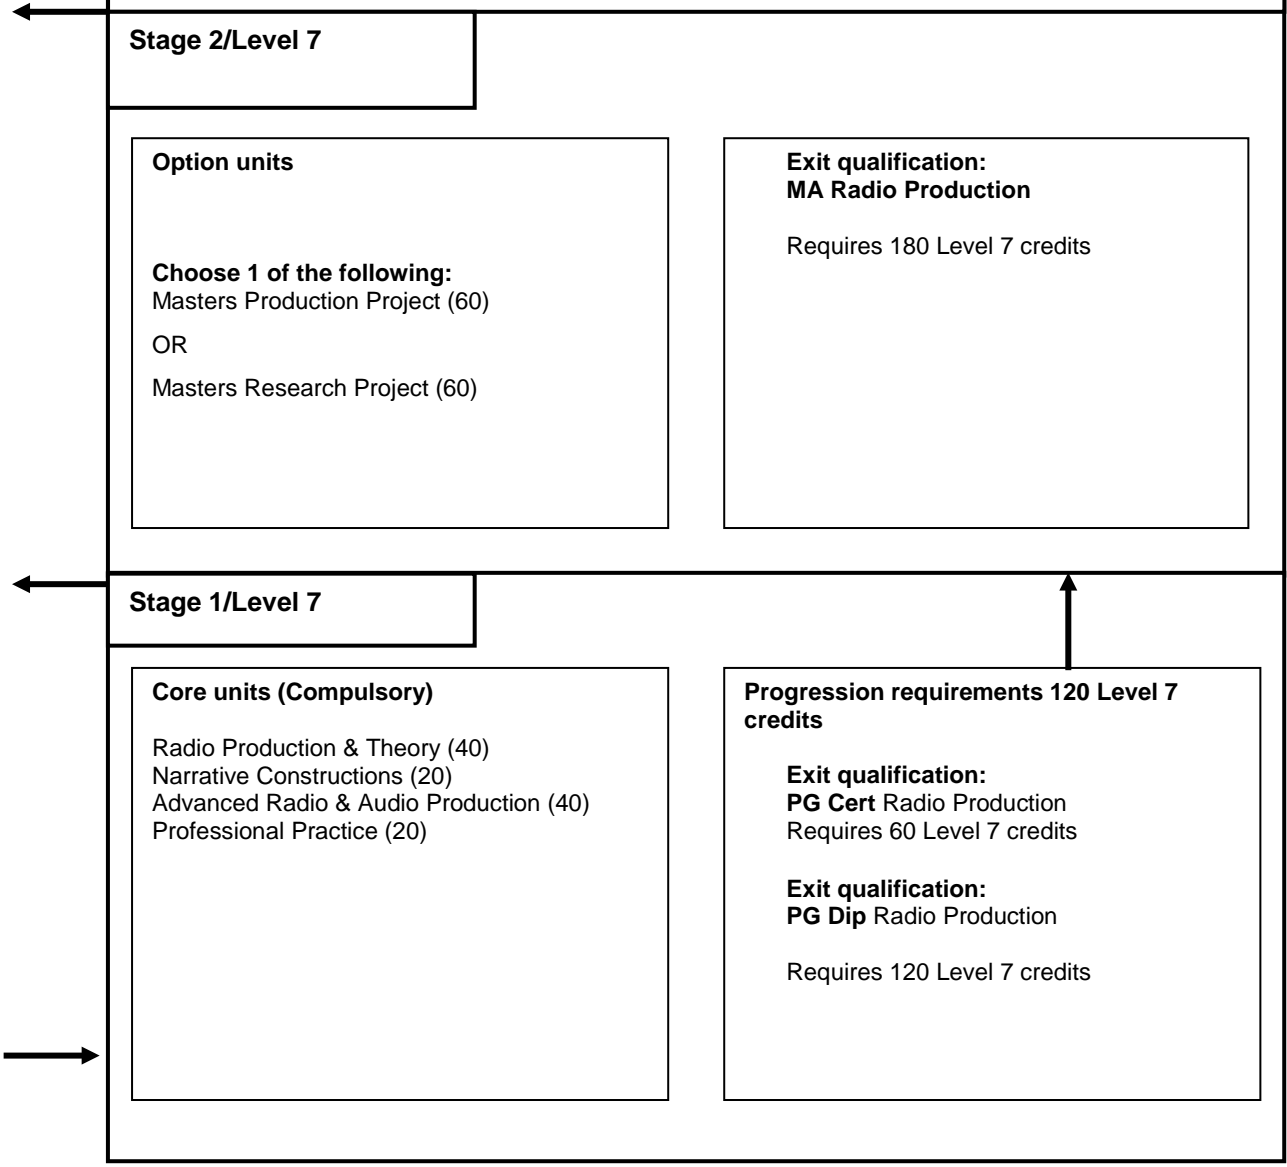 Stage 2/Level 7
Option units
Choose 1 of the following:
Masters Production Project (60)
OR
Masters Research Project (60)
Exit qualification:
MA Radio Production
Requires 180 Level 7 credits
Stage 1/Level 7
Core units (Compulsory)
Radio Production & Theory (40)
Narrative Constructions (20)
Advanced Radio & Audio Production (40)
Professional Practice (20)
Progression requirements 120 Level 7
credits
Exit qualification:
PG Cert Radio Production
Requires 60 Level 7 credits
Exit qualification:
PG Dip Radio Production
Requires 120 Level 7 credits